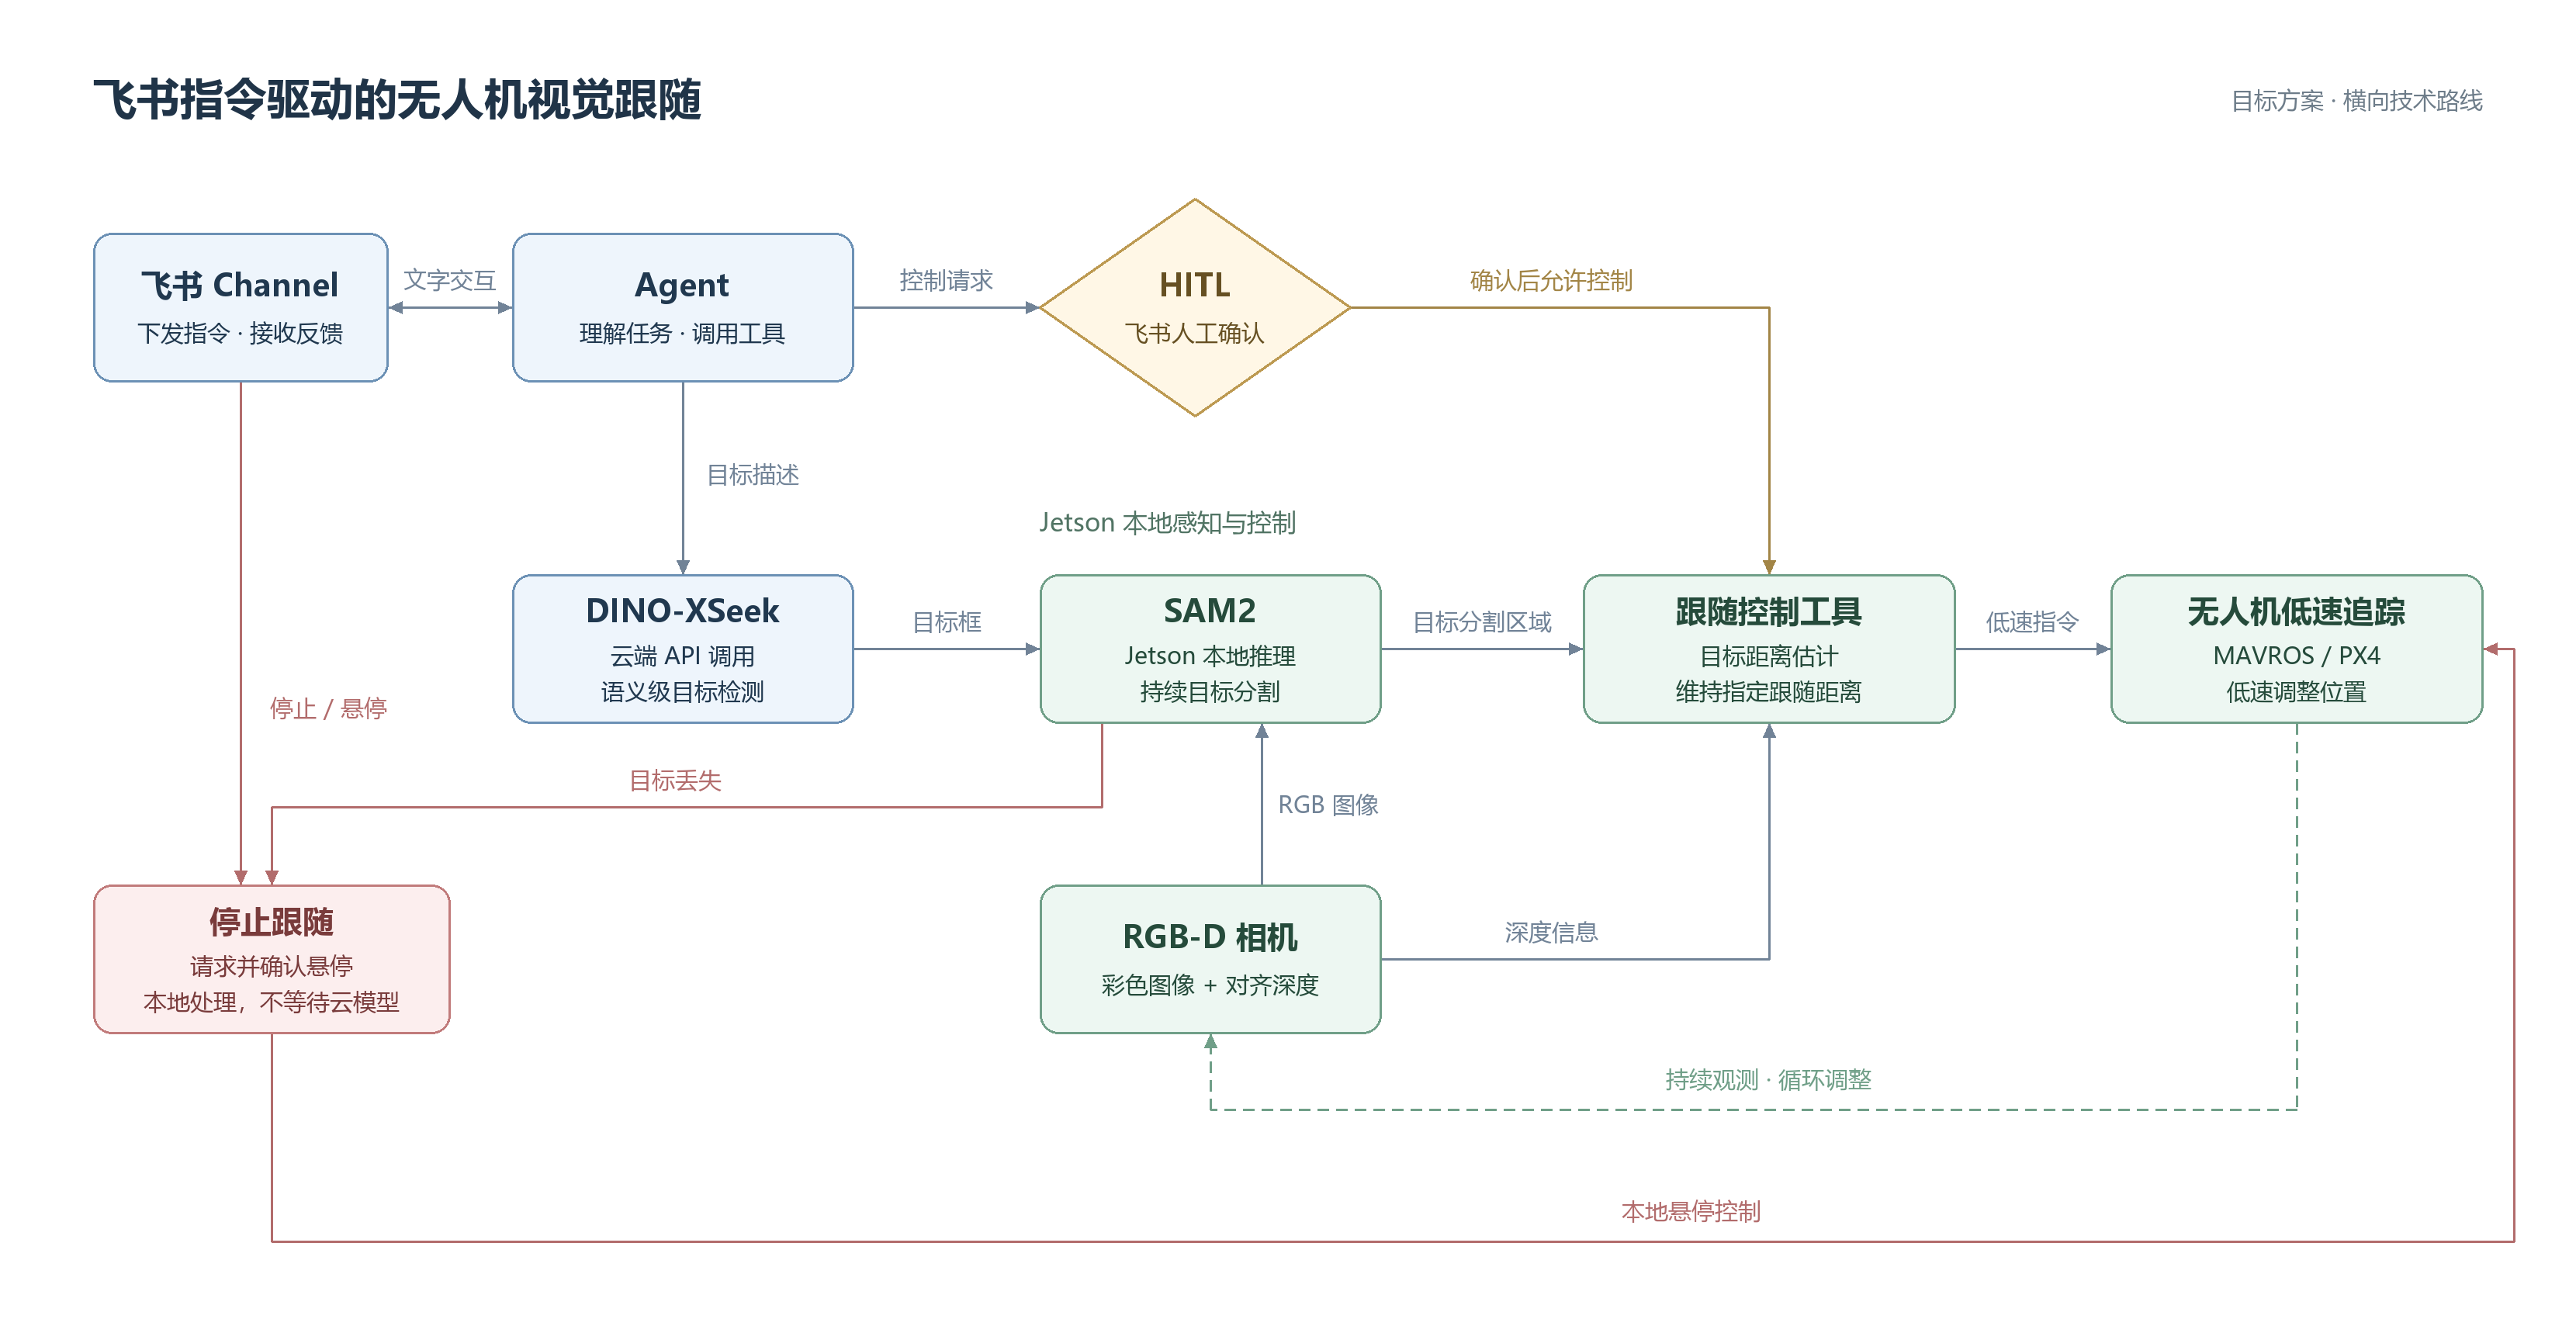 飞书指令驱动的无人机视觉跟随
目标方案 · 横向技术路线
飞书 Channel
下发指令 · 接收反馈
文字交互
Agent
理解任务 · 调用工具
控制请求
HITL
飞书人工确认
确认后允许控制
目标描述
Jetson 本地感知与控制
DINO-XSeek
云端 API 调用
语义级目标检测
目标框
SAM2
Jetson 本地推理
持续目标分割
目标分割区域
跟随控制工具
目标距离估计
维持指定跟随距离
低速指令
无人机低速追踪
MAVROS / PX4
低速调整位置
停止 / 悬停
目标丢失
RGB 图像
停止跟随
请求并确认悬停
本地处理，不等待云模型
RGB-D 相机
彩色图像 + 对齐深度
深度信息
持续观测 · 循环调整
本地悬停控制